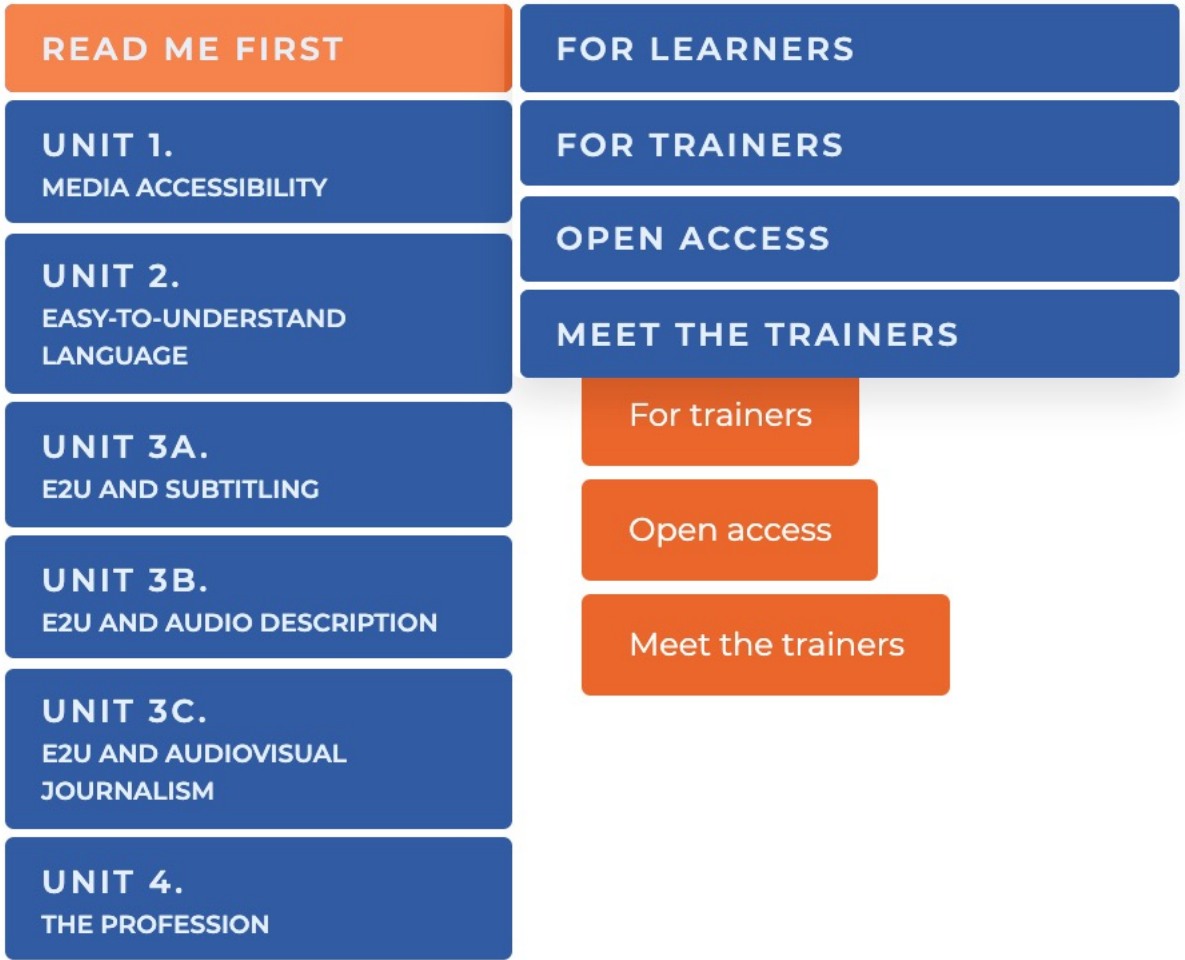 READ ME FIRST
UNIT 1.
MEDIA ACCESSIBILITY
UNIT 2.
EASY-TO-UNDERSTAND
LANGUAGE
UNIT 3A.
E2U AND SUBTITLING
UNIT 3B.
E2U AND AUDIO DESCRIPTION
UNIT 3C.
E2U AND AUDIOVISUAL
JOURNALISM
UNIT 4.
THE PROFESSION
FOR LEARNERS
FOR TRAINERS
OPEN ACCESS
MEET THE TRAINERS
For trainers
Open access
Meet the trainers